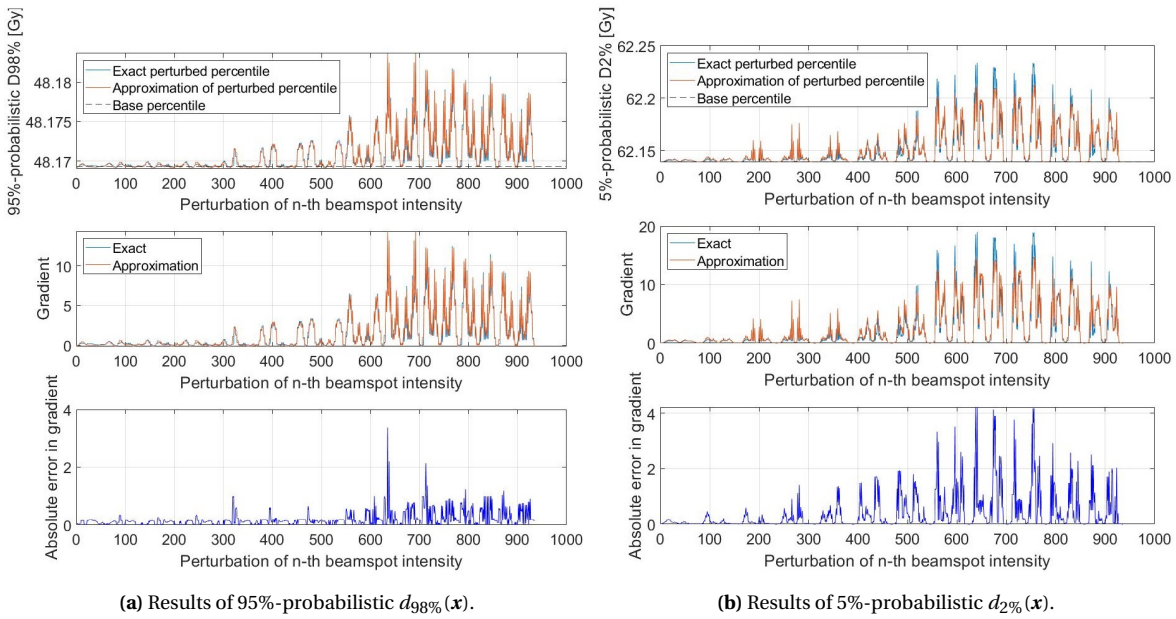 95%-probabilistic D98% [Gy]
48.18
48.175
48.17
Exact perturbed percentile
Approximation of perturbed percentile
Base percentile
0 100 200 300 400 500 600 700 800 900 1000
Perturbation of n-th beamspot intensity
Gradient
10
5
0
Exact
Approximation
0 100 200 300 400 500 600 700 800 900 1000
Perturbation of n-th beamspot intensity
Absolute error in gradient
4
2
0
0 100 200 300 400 500 600 700 800 900 1000
Perturbation of n-th beamspot intensity
(a) Results of 95%-probabilistic d98%(x).
5%-probabilistic D2% [Gy]
62.25
62.2
62.15
Exact perturbed percentile
Approximation of perturbed percentile
Base percentile
0 100 200 300 400 500 600 700 800 900 1000
Perturbation of n-th beamspot intensity
Gradient
20
10
0
Exact
Approximation
0 100 200 300 400 500 600 700 800 900 1000
Perturbation of n-th beamspot intensity
Absolute error in gradient
4
2
0
0 100 200 300 400 500 600 700 800 900 1000
Perturbation of n-th beamspot intensity
(b) Results of 5%-probabilistic d2%(x).